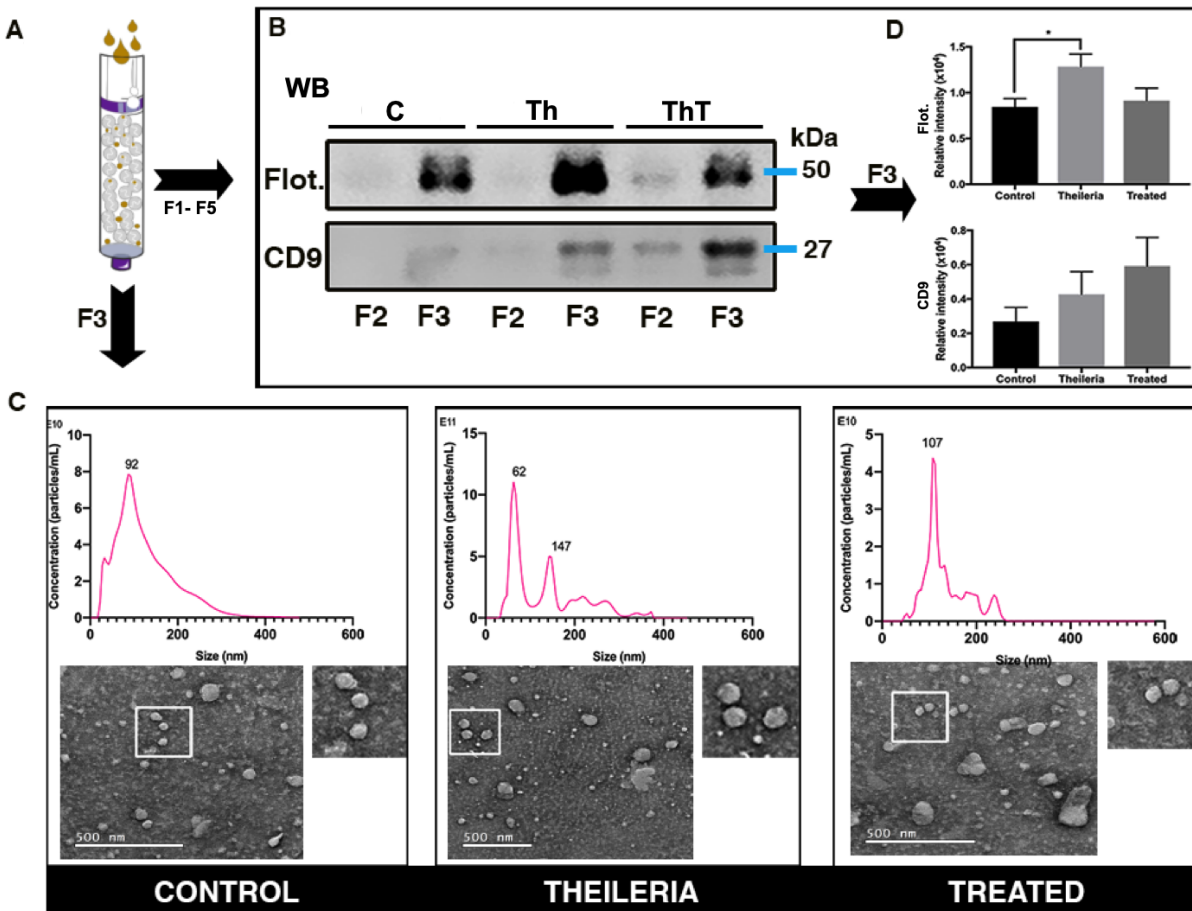 A
F1- F5
F3
B
WB
C Th ThT
kDa
Flot.
50
CD9
27
F2 F3 F2 F3 F2 F3
F3
D
Flot.
Relative intensity (x10⁴)
1.5
1.0
0.5
0.0
*
Control Theileria Treated
CD9
Relative intensity (x10⁴)
0.8
0.6
0.4
0.2
0.0
Control Theileria Treated
C
E10
Concentration (particles/mL)
10
8
6
4
2
0
92
0 200 400 600
Size (nm)
500 nm
CONTROL
E11
Concentration (particles/mL)
15
10
5
0
62
147
0 200 400 600
Size (nm)
500 nm
THEILERIA
E10
Concentration (particles/mL)
5
4
3
2
1
0
107
0 200 400 600
Size (nm)
500 nm
TREATED